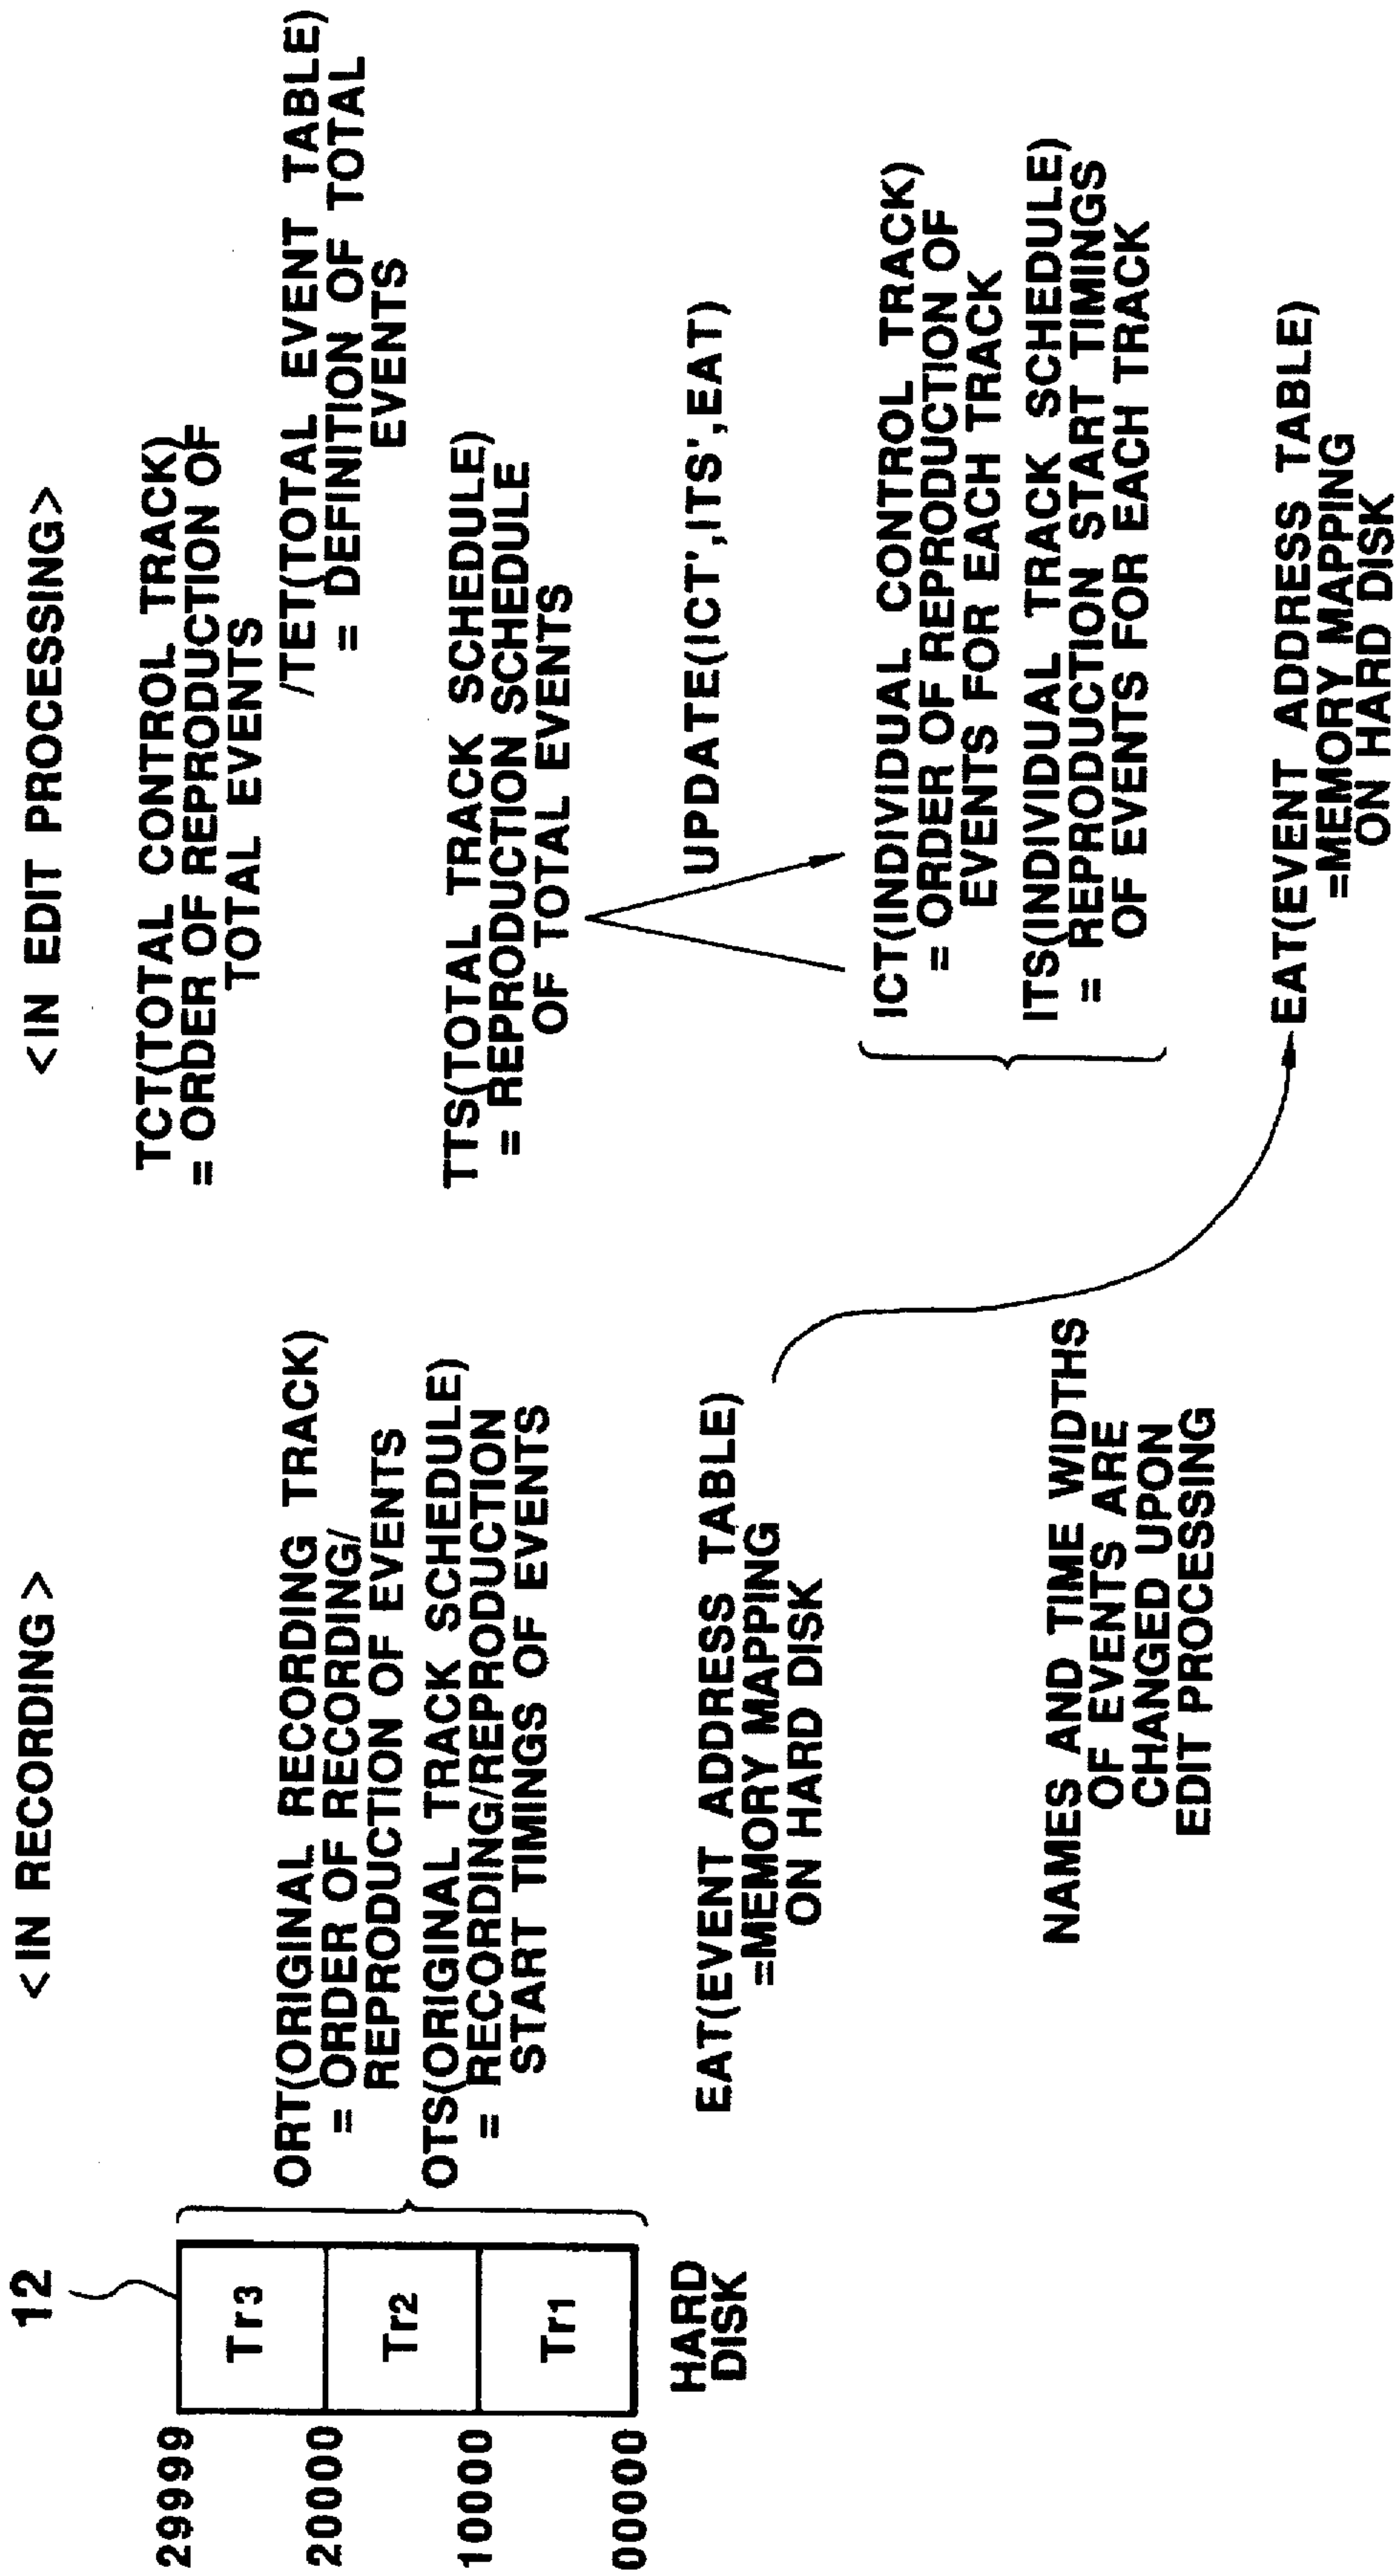 12
29999
20000
10000
00000
Tr3
Tr2
Tr1
HARD
DISK
<IN RECORDING>
ORT(ORIGINAL RECORDING TRACK)
= ORDER OF RECORDING/
REPRODUCTION OF EVENTS
OTS(ORIGINAL TRACK SCHEDULE)
= RECORDING/REPRODUCTION
START TIMINGS OF EVENTS
EAT(EVENT ADDRESS TABLE)
=MEMORY MAPPING
ON HARD DISK
NAMES AND TIME WIDTHS
OF EVENTS ARE
CHANGED UPON
EDIT PROCESSING
<IN EDIT PROCESSING>
TCT(TOTAL CONTROL TRACK)
= ORDER OF REPRODUCTION OF
TOTAL EVENTS
/TET(TOTAL EVENT TABLE)
= DEFINITION OF TOTAL
EVENTS
TTS(TOTAL TRACK SCHEDULE)
= REPRODUCTION SCHEDULE
OF TOTAL EVENTS
UPDATE(ICT',ITS',EAT)
ICT(INDIVIDUAL CONTROL TRACK)
= ORDER OF REPRODUCTION OF
EVENTS FOR EACH TRACK
ITS(INDIVIDUAL TRACK SCHEDULE)
= REPRODUCTION START TIMINGS
OF EVENTS FOR EACH TRACK
EAT(EVENT ADDRESS TABLE)
=MEMORY MAPPING
ON HARD DISK